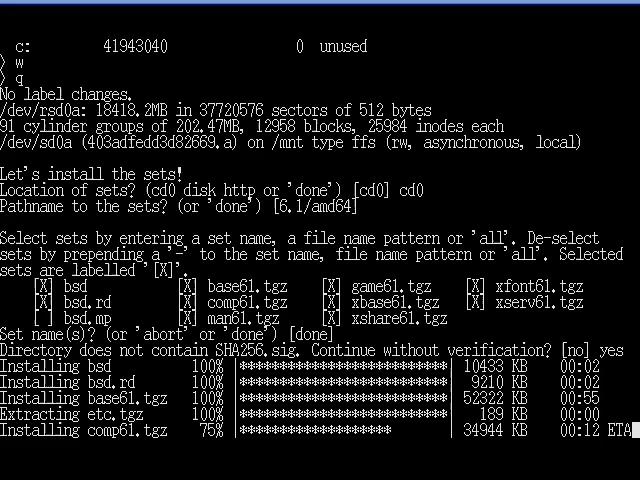 c: 41943040 0 unused
> w
> q
No label changes.
/dev/rsd0a: 18418.2MB in 37720576 sectors of 512 bytes
91 cylinder groups of 202.47MB, 12958 blocks, 25984 inodes each
/dev/sd0a (403adfedd3d82669.a) on /mnt type ffs (rw, asynchronous, local)
Let's install the sets!
Location of sets? (cd0 disk http or 'done') [cd0] cd0
Pathname to the sets? (or 'done') [6.1/amd64]
Select sets by entering a set name, a file name pattern or 'all'. De-select
sets by prepending a '-' to the set name, file name pattern or 'all'. Selected
sets are labelled '[X]'.
[X] bsd [X] base61.tgz [X] game61.tgz [X] xfont61.tgz
[X] bsd.rd [X] comp61.tgz [X] xbase61.tgz [X] xserv61.tgz
[ ] bsd.mp [X] man61.tgz [X] xshare61.tgz
Set name(s)? (or 'abort' or 'done') [done]
Directory does not contain SHA256.sig. Continue without verification? [no] yes
Installing bsd 100% |**************************| 10433 KB 00:02
Installing bsd.rd 100% |**************************| 9210 KB 00:02
Installing base61.tgz 100% |**************************| 52322 KB 00:55
Extracting etc.tgz 100% |**************************| 189 KB 00:00
Installing comp61.tgz 75% |******************* | 34944 KB 00:12 ETA